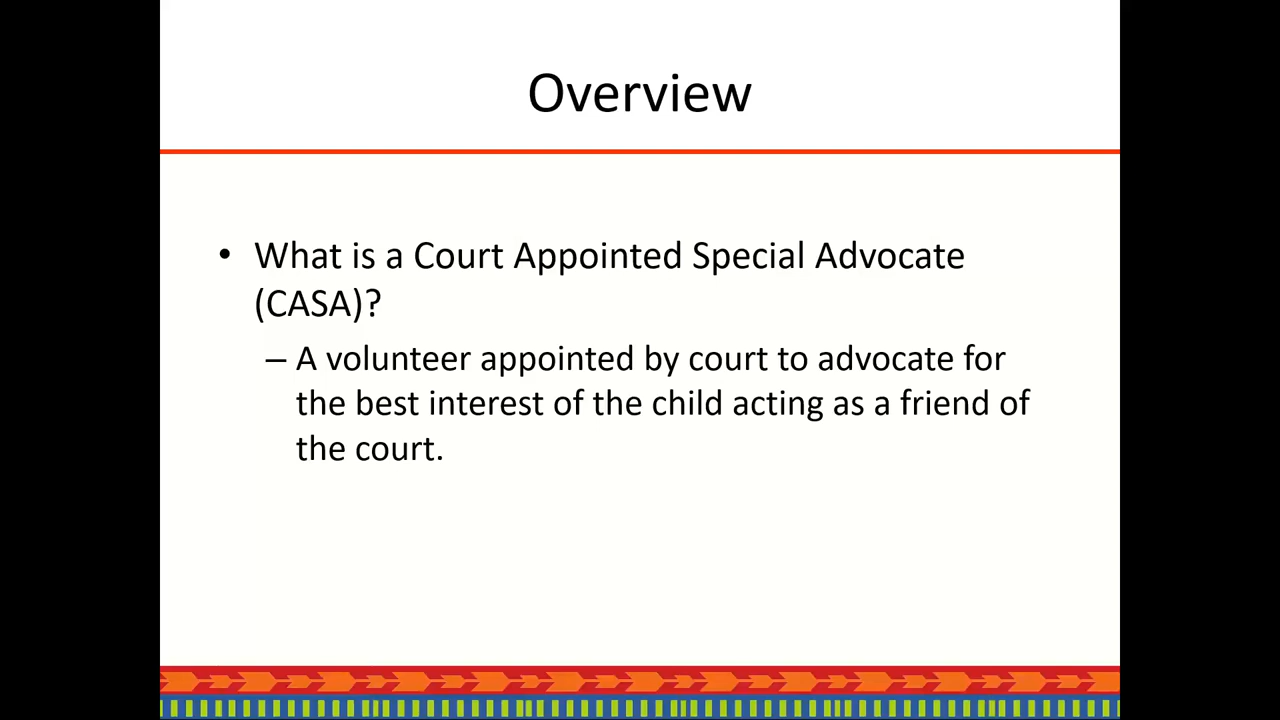 Overview
• What is a Court Appointed Special Advocate
(CASA)?
– A volunteer appointed by court to advocate for
the best interest of the child acting as a friend of
the court.